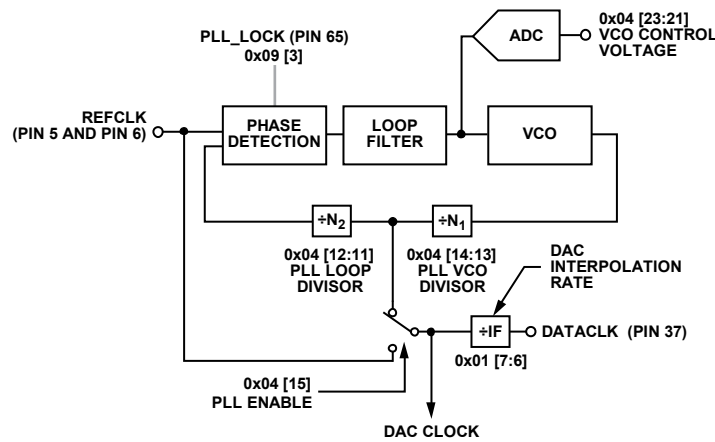 0x04 [23:21]
VCO CONTROL
VOLTAGE
ADC
PLL_LOCK (PIN 65)
0x09 [3]
REFCLK
(PIN 5 AND PIN 6)
PHASE
DETECTION
LOOP
FILTER
VCO
÷N2
÷N1
0x04 [12:11]
PLL LOOP
DIVISOR
0x04 [14:13]
PLL VCO
DIVISOR
DAC
INTERPOLATION
RATE
÷IF
DATACLK (PIN 37)
0x01 [7:6]
0x04 [15]
PLL ENABLE
DAC CLOCK